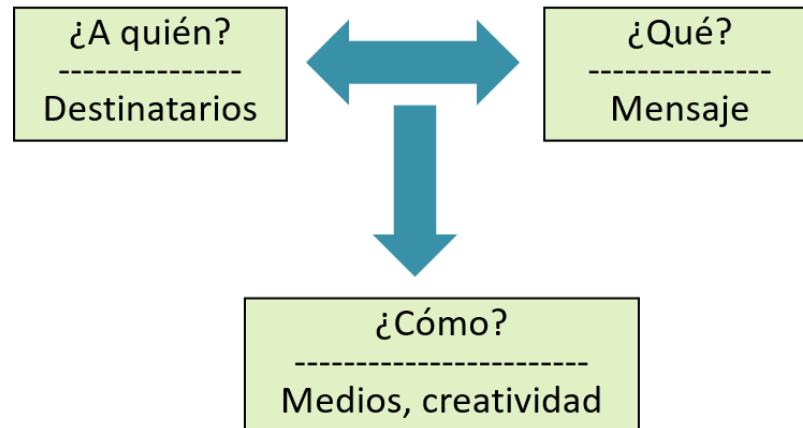 ¿A quién?
---------------
Destinatarios
¿Qué?
---------------
Mensaje
¿Cómo?
------------------------
Medios, creatividad